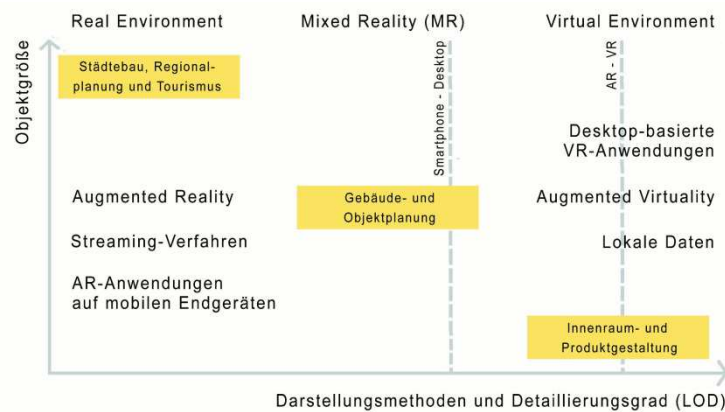 Real Environment
Mixed Reality (MR)
Virtual Environment
Objektgröße
Städtebau, Regional-
planung und Tourismus
Smartphone - Desktop
AR - VR
Desktop-basierte
VR-Anwendungen
Augmented Reality
Gebäude- und
Objektplanung
Augmented Virtuality
Streaming-Verfahren
Lokale Daten
AR-Anwendungen
auf mobilen Endgeräten
Innenraum- und
Produktgestaltung
Darstellungsmethoden und Detaillierungsgrad (LOD)